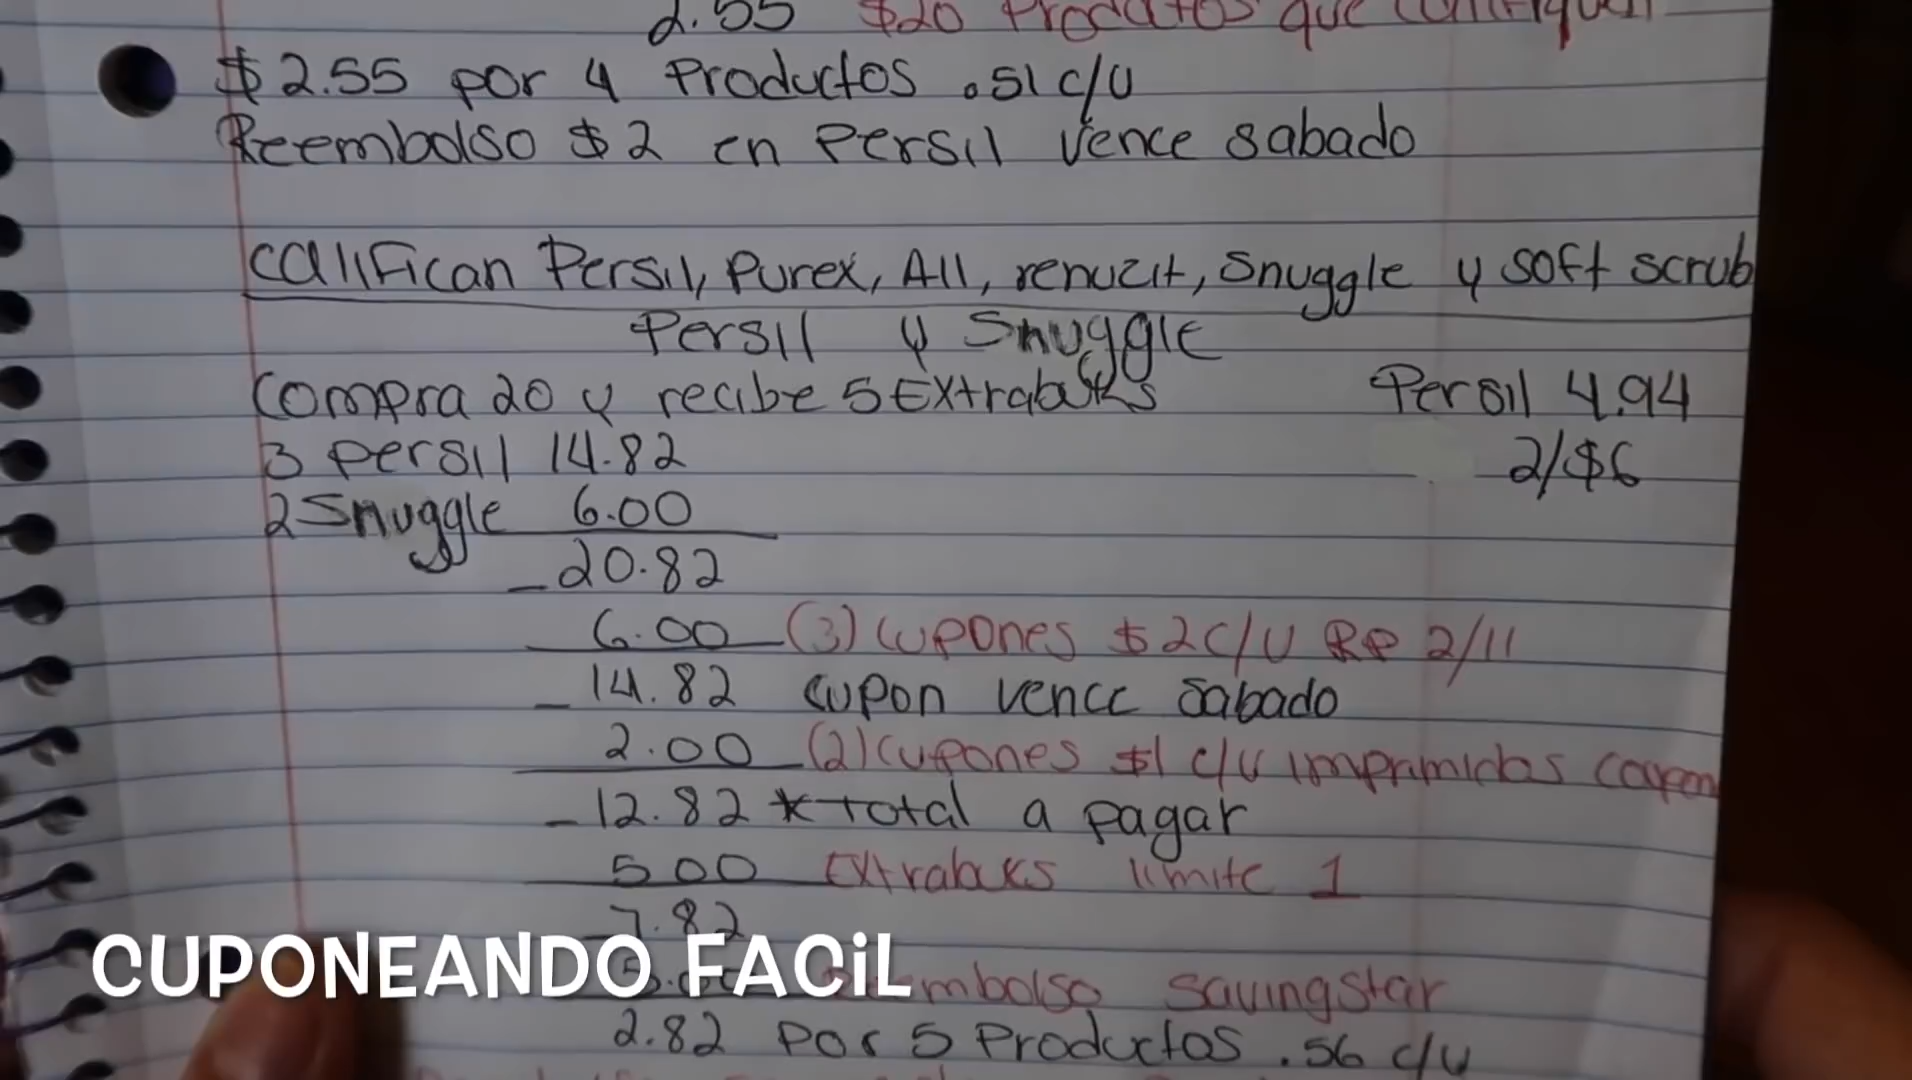 2.55 $20 Productos que califiquen
$2.55 por 4 Productos .51 c/u
Reembolso $2 en Persil vence sabado
Califican Persil, Purex, All, renuzit, Snuggle y soft scrub
Persil y Snuggle
Compra 20 y recibe 5 Extrabuks
Persil 4.94
3 persil 14.82
2/$6
2 Snuggle 6.00
-20.82
6.00 (3) cupones $2 c/u RP 2/11
-14.82 cupon vence sabado
2.00 (2) cupones $1 c/u imprimidos coupon
-12.82 *total a pagar
5 00 Extrabuks limite 1
-7.82
CUPONEANDO FACiL
embolso savingstar
2.82 por 5 Productos .56 c/u